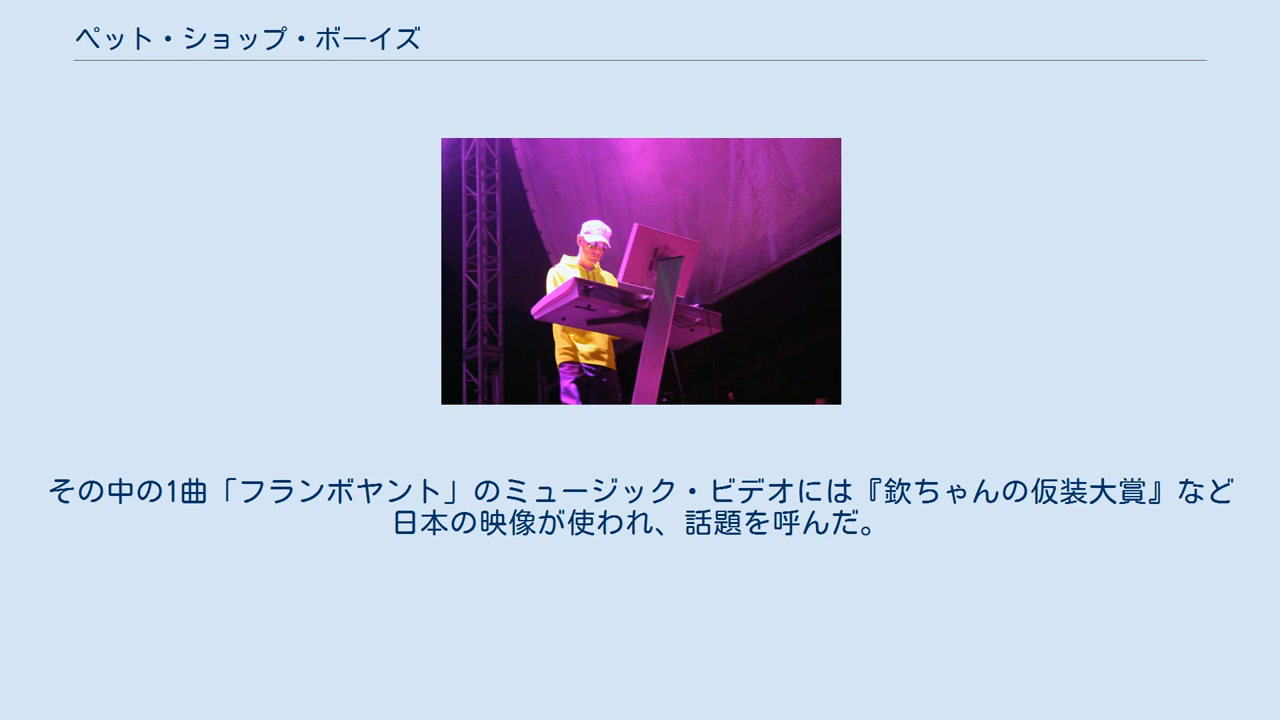 ペット・ショップ・ボーイズ
その中の1曲「フランボヤント」のミュージック・ビデオには『欽ちゃんの仮装大賞』など
日本の映像が使われ、話題を呼んだ。